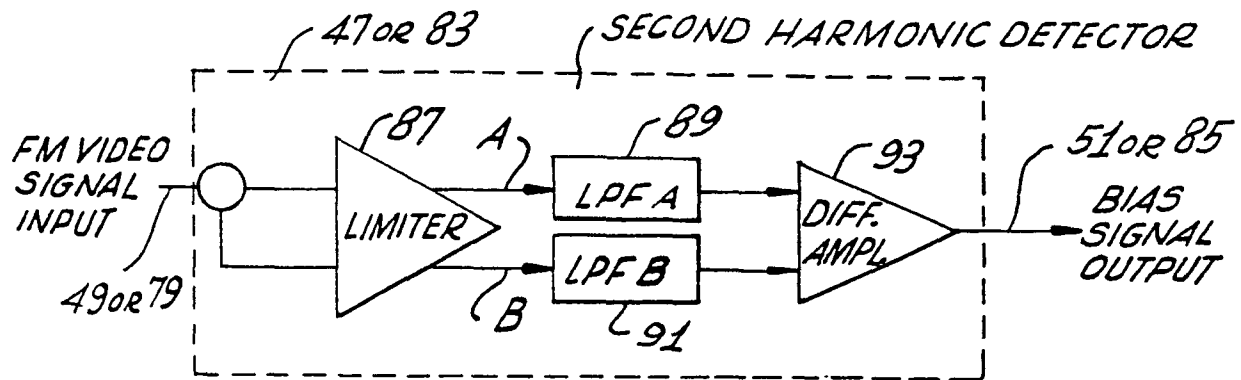 47 OR 83
SECOND HARMONIC DETECTOR
FM VIDEO
SIGNAL
INPUT
49 OR 79
87
LIMITER
A
B
89
LPF A
LPF B
91
93
DIFF.
AMPL.
51 OR 85
BIAS
SIGNAL
OUTPUT